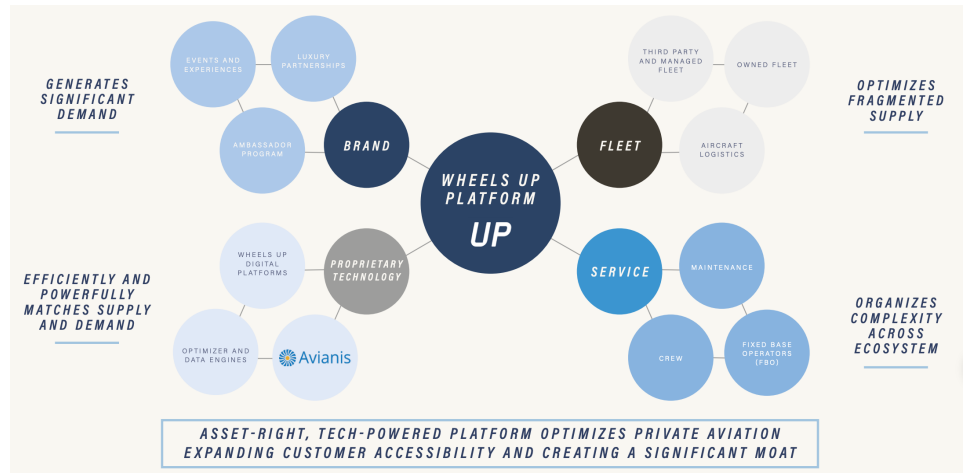 GENERATES
SIGNIFICANT
DEMAND
EVENTS AND
EXPERIENCES
LUXURY
PARTNERSHIPS
AMBASSADOR
PROGRAM
BRAND
WHEELS UP
PLATFORM
UP
FLEET
THIRD PARTY
AND MANAGED
FLEET
OWNED FLEET
AIRCRAFT
LOGISTICS
OPTIMIZES
FRAGMENTED
SUPPLY
EFFICIENTLY AND
POWERFULLY
MATCHES SUPPLY
AND DEMAND
WHEELS UP
DIGITAL
PLATFORMS
PROPRIETARY
TECHNOLOGY
OPTIMIZER AND
DATA ENGINES
Avianis
SERVICE
MAINTENANCE
CREW
FIXED BASE
OPERATORS
(FBO)
ORGANIZES
COMPLEXITY
ACROSS
ECOSYSTEM
ASSET-RIGHT, TECH-POWERED PLATFORM OPTIMIZES PRIVATE AVIATION
EXPANDING CUSTOMER ACCESSIBILITY AND CREATING A SIGNIFICANT MOAT